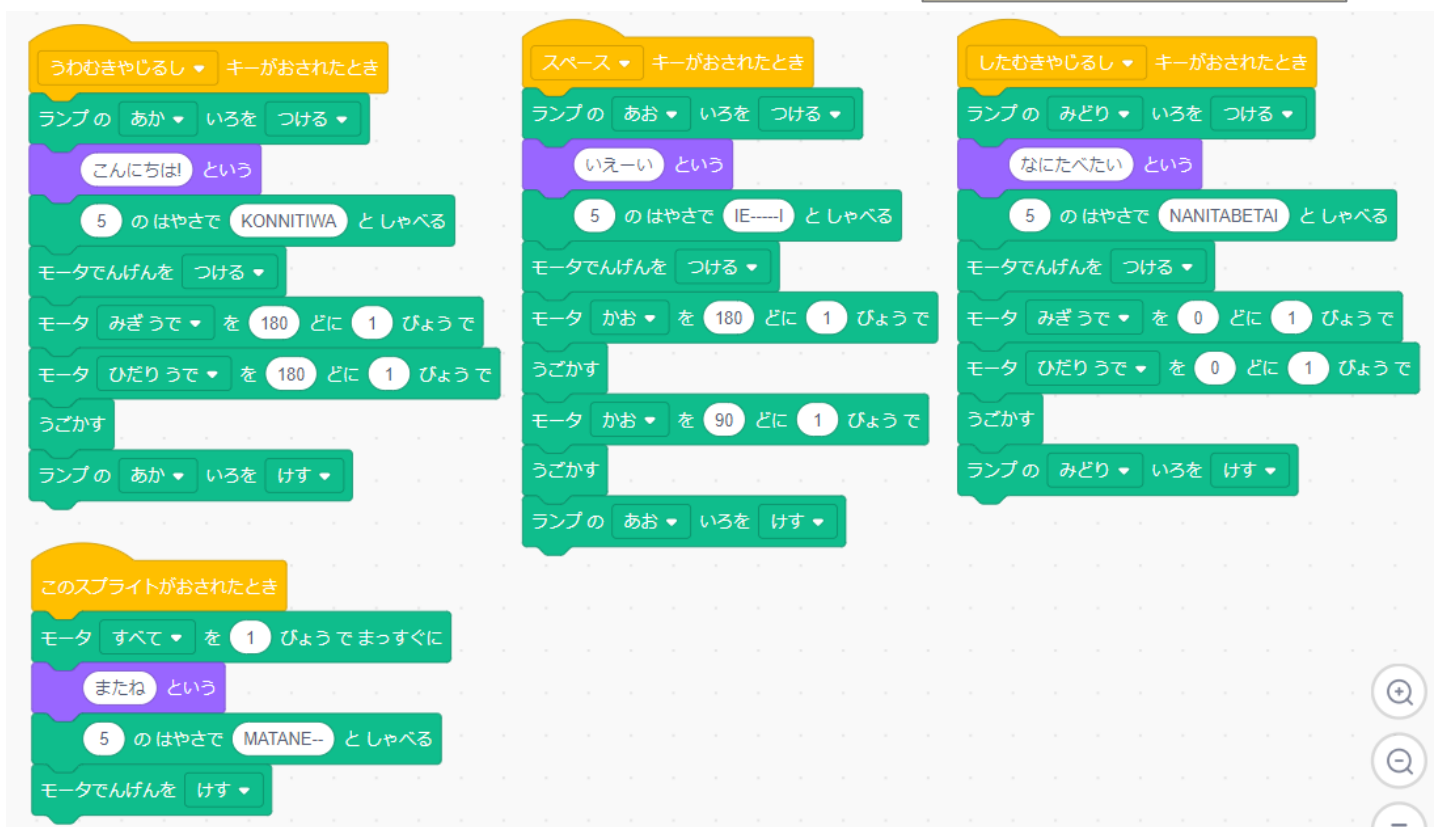 うわむきやじるし キーがおされたとき
ランプの あか いろを つける
こんにちは! という
5 のはやさで KONNITIWA としゃべる
モータでんげんを つける
モータ みぎうで を 180 どに 1 びょうで
モータ ひだりうで を 180 どに 1 びょうで
うごかす
ランプの あか いろを けす
スペース キーがおされたとき
ランプの あお いろを つける
いえーい という
5 のはやさで IE-----I としゃべる
モータでんげんを つける
モータ かお を 180 どに 1 びょうで
うごかす
モータ かお を 90 どに 1 びょうで
うごかす
ランプの あお いろを けす
したむきやじるし キーがおされたとき
ランプの みどり いろを つける
なにたべたい という
5 のはやさで NANITABETAI としゃべる
モータでんげんを つける
モータ みぎうで を 0 どに 1 びょうで
モータ ひだりうで を 0 どに 1 びょうで
うごかす
ランプの みどり いろを けす
このスプライトがおされたとき
モータ すべて を 1 びょうでまっすぐに
またね という
5 のはやさで MATANE-- としゃべる
モータでんげんを けす